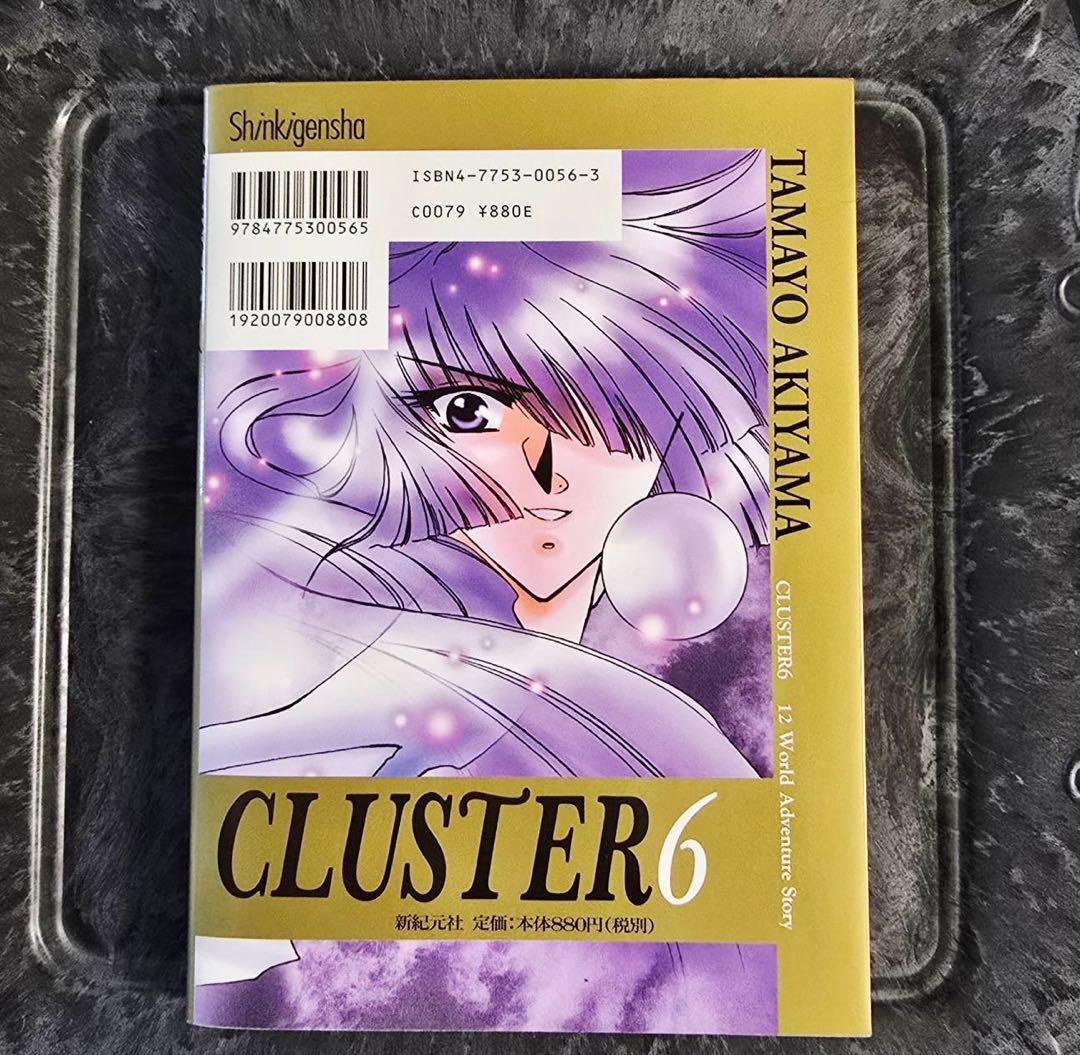 Shinkigensha
ISBN4-7753-0056-3
C0079 ¥880E
9784775300565
1920079008808
TAMAYO AKIYAMA
CLUSTER6 12 World Adventure Story
CLUSTER6
新紀元社 定価:本体880円(税別)